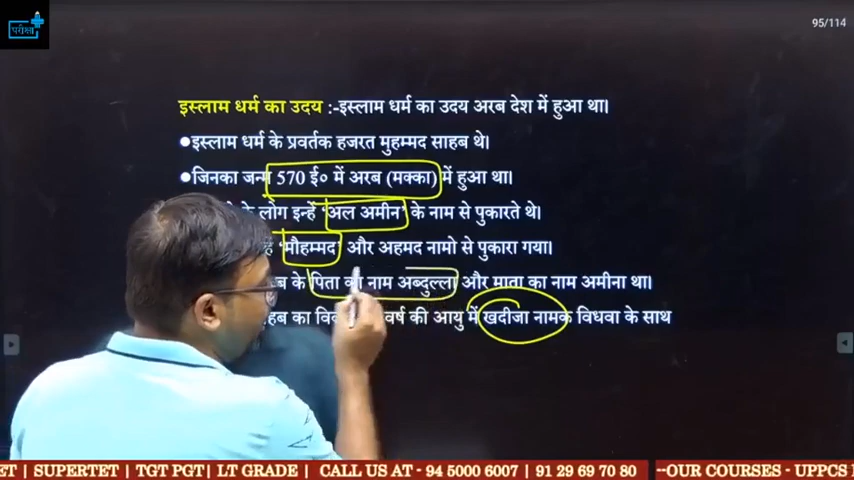 परीक्षा
95/114
इस्लाम धर्म का उदय :-इस्लाम धर्म का उदय अरब देश में हुआ था।
●इस्लाम धर्म के प्रवर्तक हजरत मुहम्मद साहब थे।
●जिनका जन्म 570 ई० में अरब (मक्का) में हुआ था।
के लोग इन्हें 'अल अमीन' के नाम से पुकारते थे।
'मौहम्मद' और अहमद नामो से पुकारा गया।
के पिता का नाम अब्दुल्ला और माता का नाम अमीना था।
का वर्ष की आयु में खदीजा नामक विधवा के साथ
ET | SUPERTET | TGT PGT| LT GRADE | CALL US AT - 94 5000 6007 | 91 29 69 70 80 --OUR COURSES - UPPCS